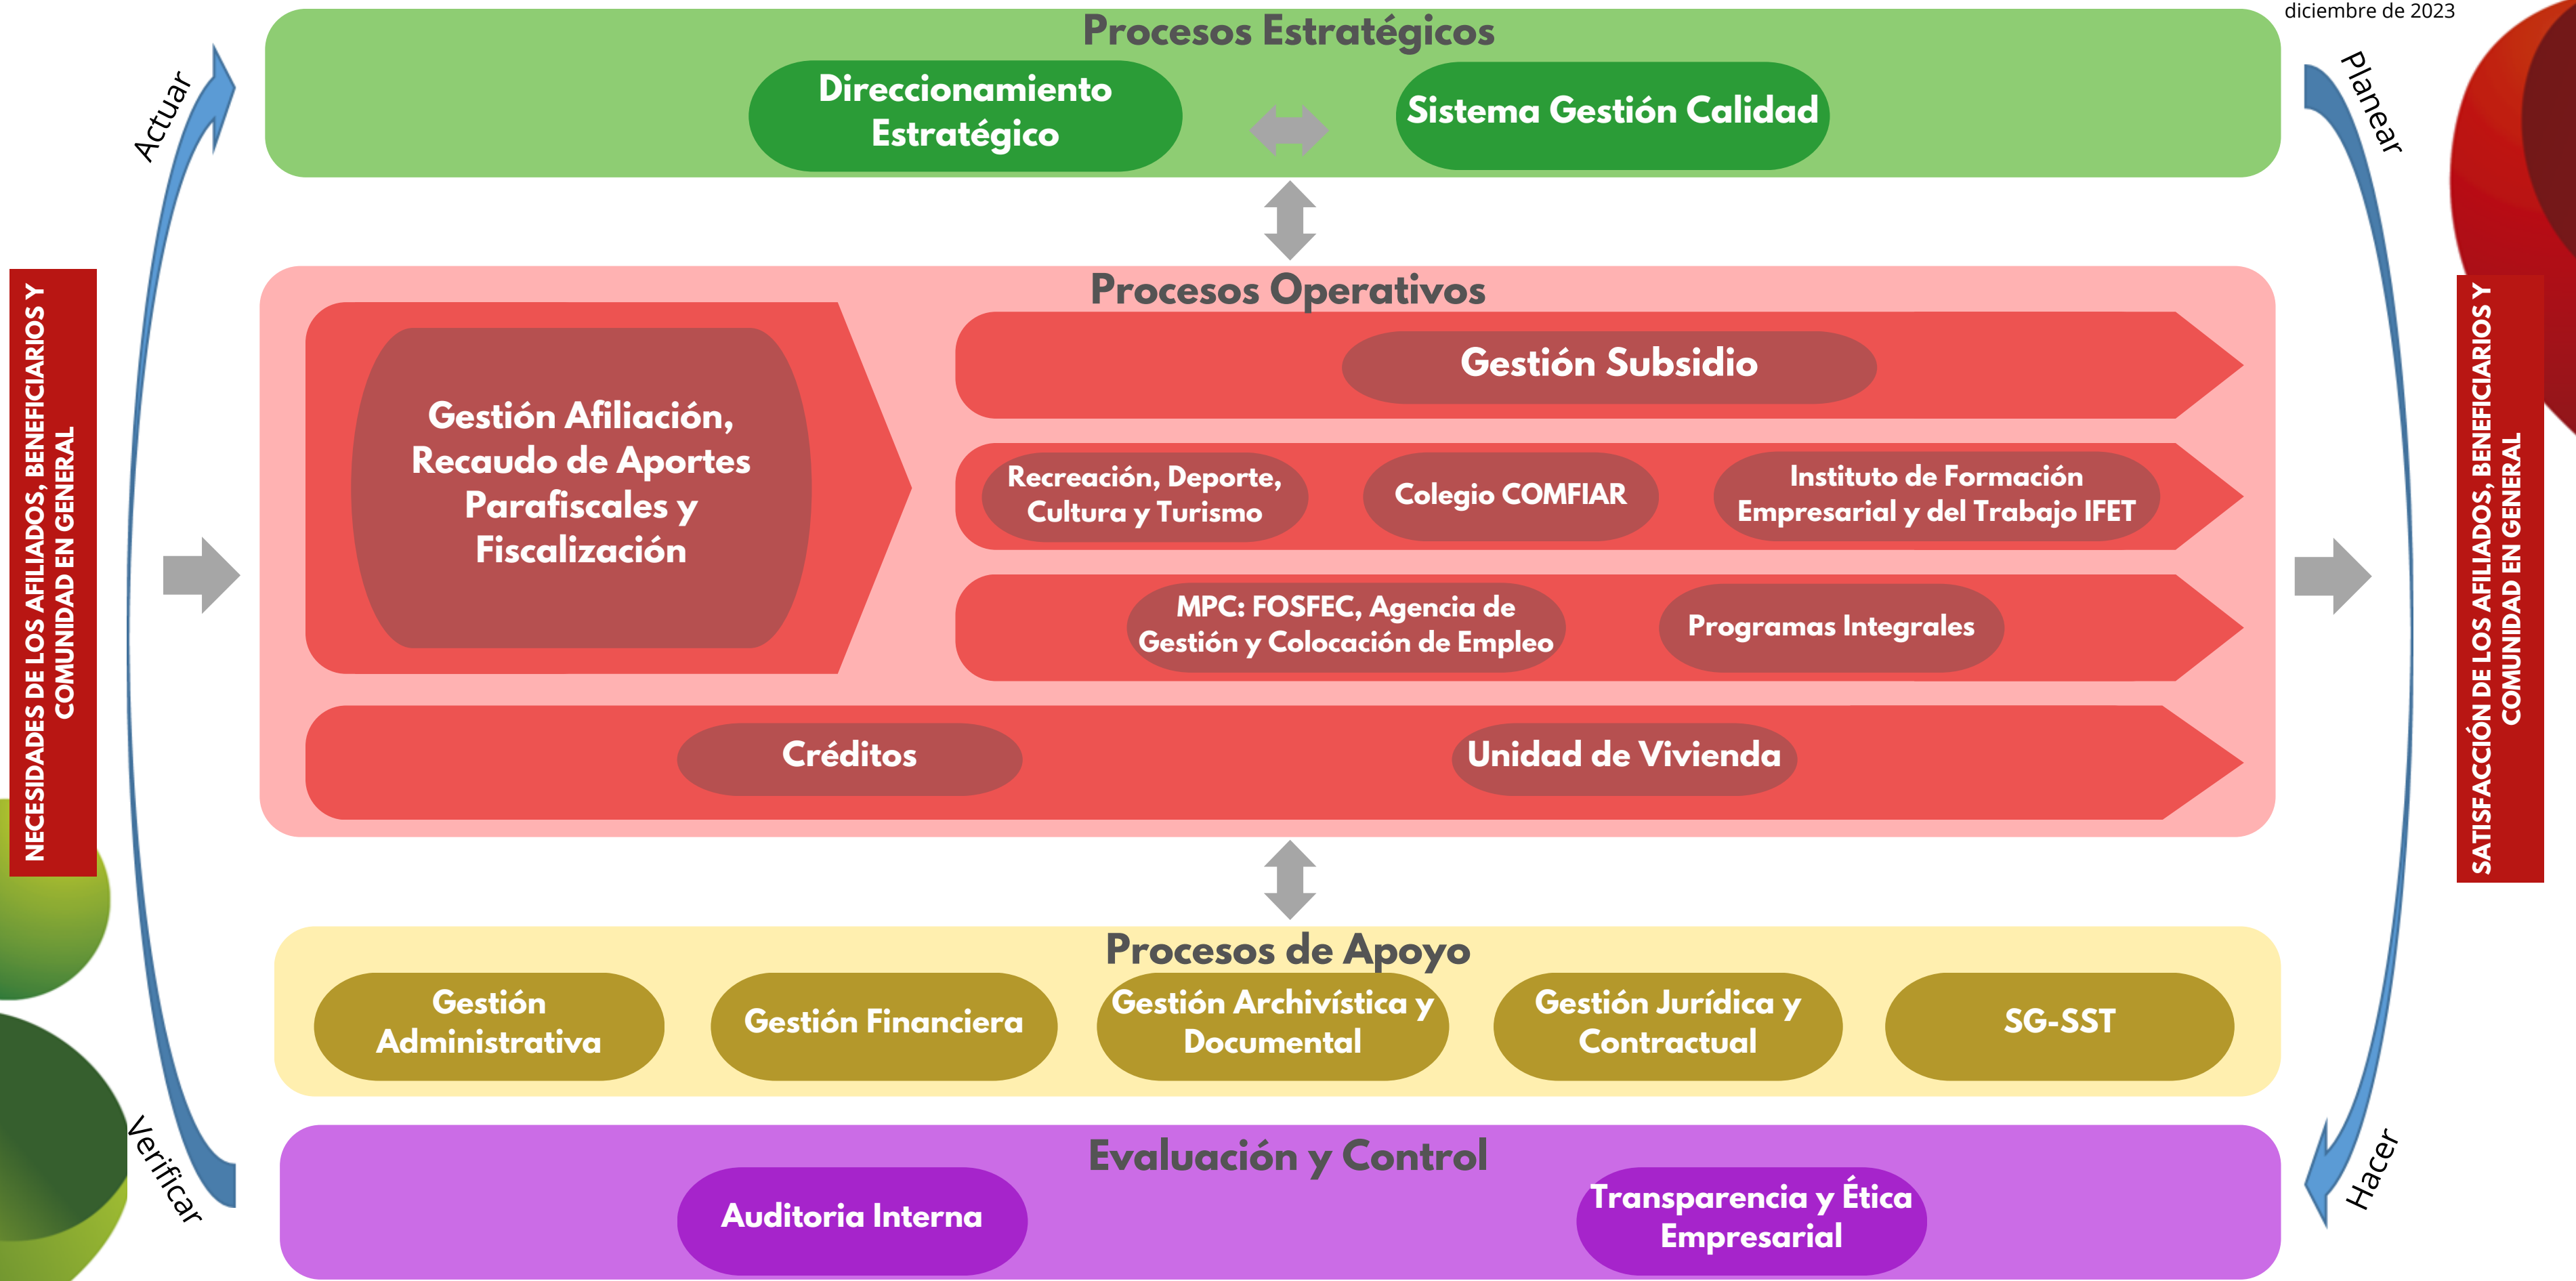 diciembre de 2023
Procesos Estratégicos
Direccionamiento
Estratégico
Sistema Gestión Calidad
Actuar
Planear
NECESIDADES DE LOS AFILIADOS, BENEFICIARIOS Y
COMUNIDAD EN GENERAL
Procesos Operativos
Gestión Afiliación,
Recaudo de Aportes
Parafiscales y
Fiscalización
Gestión Subsidio
Recreación, Deporte,
Cultura y Turismo
Colegio COMFIAR
Instituto de Formación
Empresarial y del Trabajo IFET
MPC: FOSFEC, Agencia de
Gestión y Colocación de Empleo
Programas Integrales
Créditos
Unidad de Vivienda
SATISFACCIÓN DE LOS AFILIADOS, BENEFICIARIOS Y
COMUNIDAD EN GENERAL
Procesos de Apoyo
Gestión
Administrativa
Gestión Financiera
Gestión Archivística y
Documental
Gestión Jurídica y
Contractual
SG-SST
Verificar
Hacer
Evaluación y Control
Auditoria Interna
Transparencia y Ética
Empresarial